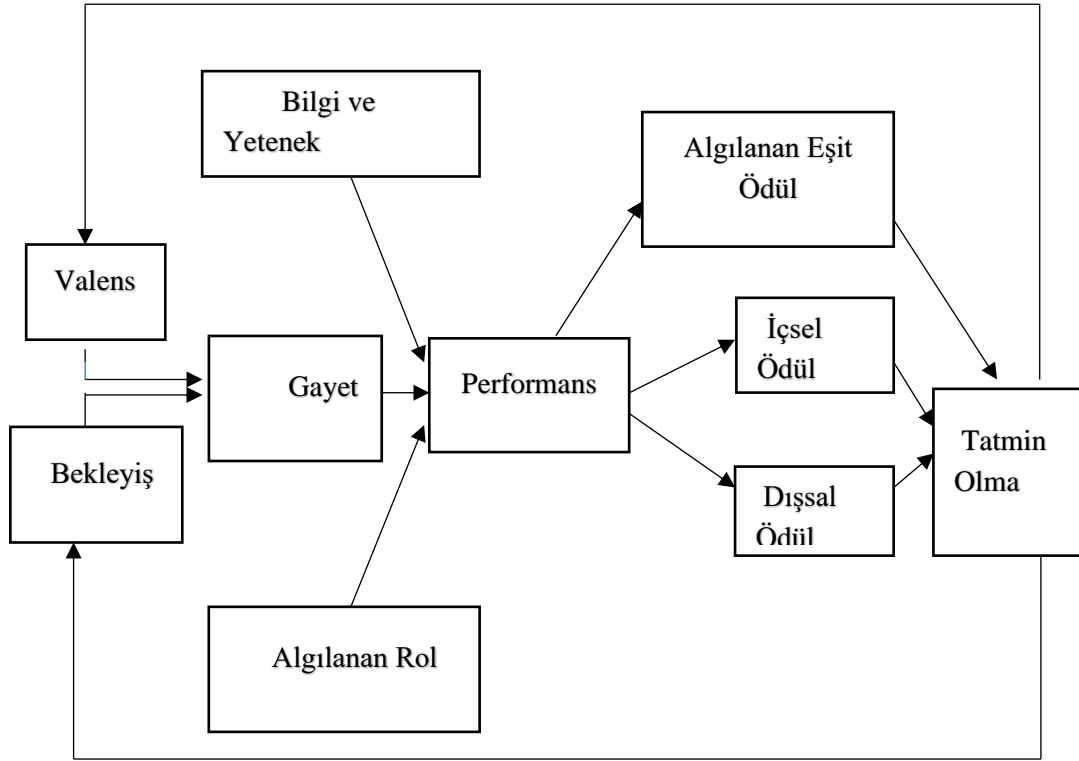 Bilgi ve
Yetenek
Algılanan Eşit
Ödül
Valens
İçsel
Ödül
Gayet
Performans
Bekleyiş
Tatmin
Olma
Dışsal
Ödül
Algılanan Rol